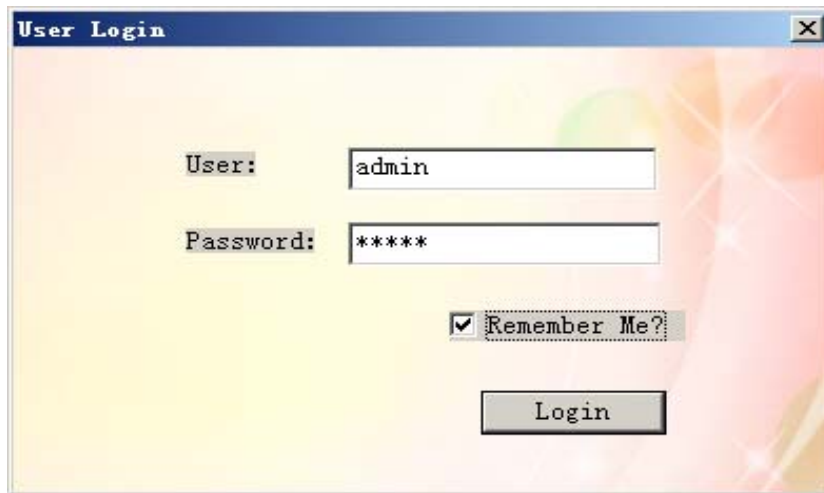 User Login
User: admin
Password: *****
Remember Me?
Login